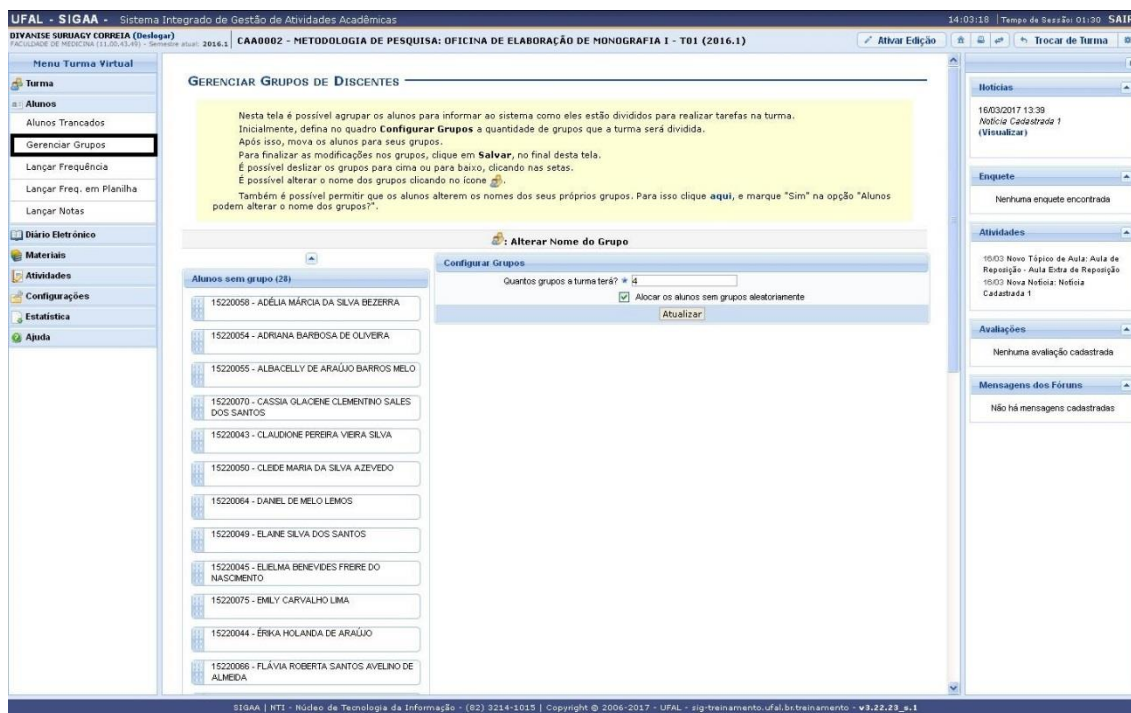 UFAL - SIGAA - Sistema Integrado de Gestão de Atividades Acadêmicas
14:03:18 | Tempo de Sessão: 01:30 SAIR
DIVANISE SURUAGY CORREIA (Deslogar)
FACULDADE DE MEDICINA (11.00.43.49) - Semestre atual: 2016.1
CAA0002 - METODOLOGIA DE PESQUISA: OFICINA DE ELABORAÇÃO DE MONOGRAFIA I - T01 (2016.1)
Ativar Edição
Trocar de Turma
Menu Turma Virtual
Turma
Alunos
Alunos Trancados
Gerenciar Grupos
Lançar Frequência
Lançar Freq. em Planilha
Lançar Notas
Diário Eletrônico
Materiais
Atividades
Configurações
Estatística
Ajuda
GERENCIAR GRUPOS DE DISCENTES
Nesta tela é possível agrupar os alunos para informar ao sistema como eles estão divididos para realizar tarefas na turma.
Inicialmente, defina no quadro Configurar Grupos a quantidade de grupos que a turma será dividida.
Após isso, mova os alunos para seus grupos.
Para finalizar as modificações nos grupos, clique em Salvar, no final desta tela.
É possível deslizar os grupos para cima ou para baixo, clicando nas setas.
É possível alterar o nome dos grupos clicando no ícone .
Também é possível permitir que os alunos alterem os nomes dos seus próprios grupos. Para isso clique aqui, e marque "Sim" na opção "Alunos
podem alterar o nome dos grupos?".
: Alterar Nome do Grupo
Alunos sem grupo (28)
15220058 - ADÉLIA MÁRCIA DA SILVA BEZERRA
15220054 - ADRIANA BARBOSA DE OLIVEIRA
15220055 - ALBACELLY DE ARAÚJO BARROS MELO
15220070 - CASSIA GLACIENE CLEMENTINO SALES
DOS SANTOS
15220043 - CLAUDIONE PEREIRA VIEIRA SILVA
15220050 - CLEIDE MARIA DA SILVA AZEVEDO
15220064 - DANIEL DE MELO LEMOS
15220049 - ELAINE SILVA DOS SANTOS
15220045 - ELIELMA BENEVIDES FREIRE DO
NASCIMENTO
15220075 - EMILY CARVALHO LIMA
15220044 - ÉRIKA HOLANDA DE ARAÚJO
15220066 - FLÁVIA ROBERTA SANTOS AVELINO DE
ALMEIDA
Configurar Grupos
Quantos grupos a turma terá? 4
Alocar os alunos sem grupos aleatoriamente
Atualizar
Notícias
16/03/2017 13:39
Notícia Cadastrada 1
(Visualizar)
Enquete
Nenhuma enquete encontrada
Atividades
16/03 Novo Tópico de Aula: Aula de
Reposição - Aula Extra de Reposição
16/03 Nova Notícia: Notícia
Cadastrada 1
Avaliações
Nenhuma avaliação cadastrada
Mensagens dos Fóruns
Não há mensagens cadastradas
SIGAA | NTI - Núcleo de Tecnologia da Informação - (82) 3214-1015 | Copyright © 2006-2017 - UFAL - sig-treinamento.ufal.br.treinamento - v3.22.23_s.1